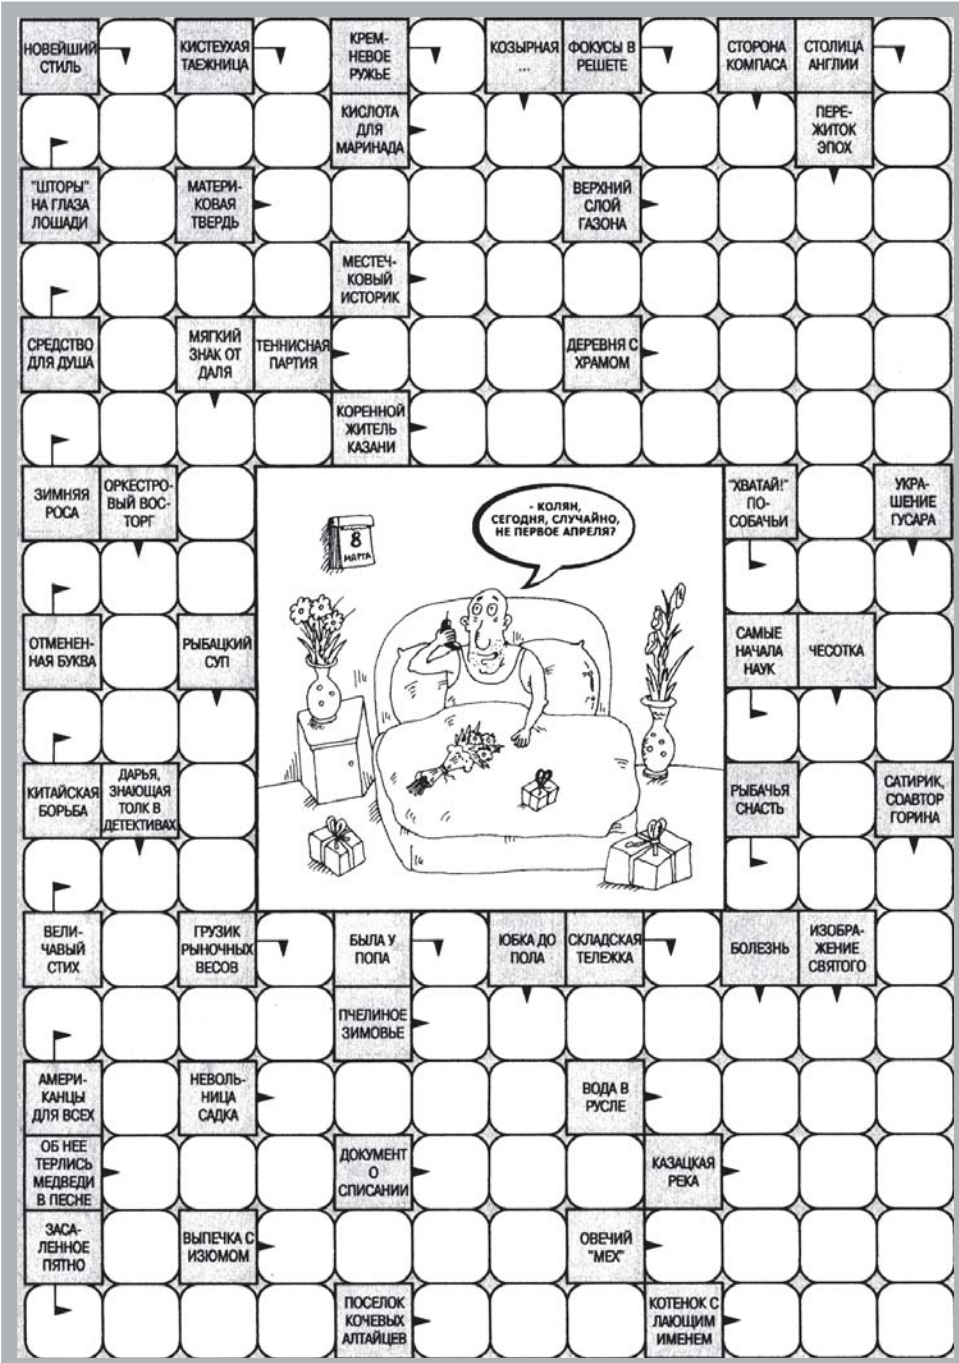 НОВЕЙШИЙ
СТИЛЬ
КИСТЕУХАЯ
ТАЕЖНИЦА
КРЕМ-
НЕВОЕ
РУЖЬЕ
КОЗЫРНАЯ
...
ФОКУСЫ В
РЕШЕТЕ
СТОРОНА
КОМПАСА
СТОЛИЦА
АНГЛИИ
КИСЛОТА
ДЛЯ
МАРИНАДА
ПЕРЕ-
ЖИТОК
ЭПОХ
"ШТОРЫ"
НА ГЛАЗА
ЛОШАДИ
МАТЕРИ-
КОВАЯ
ТВЕРДЬ
ВЕРХНИЙ
СЛОЙ
ГАЗОНА
МЕСТЕЧ-
КОВЫЙ
ИСТОРИК
СРЕДСТВО
ДЛЯ ДУША
МЯГКИЙ
ЗНАК ОТ
ДАЛЯ
ТЕННИСНАЯ
ПАРТИЯ
ДЕРЕВНЯ С
ХРАМОМ
КОРЕННОЙ
ЖИТЕЛЬ
КАЗАНИ
ЗИМНЯЯ
РОСА
ОРКЕСТРО-
ВЫЙ ВОС-
ТОРГ
- КОЛЯН,
СЕГОДНЯ, СЛУЧАЙНО,
НЕ ПЕРВОЕ АПРЕЛЯ?
8
МАРТА
"ХВАТАЙ!"
ПО-
СОБАЧЬИ
УКРА-
ШЕНИЕ
ГУСАРА
ОТМЕНЕН-
НАЯ БУКВА
РЫБАЦКИЙ
СУП
САМЫЕ
НАЧАЛА
НАУК
ЧЕСОТКА
КИТАЙСКАЯ
БОРЬБА
ДАРЬЯ,
ЗНАЮЩАЯ
ТОЛК В
ДЕТЕКТИВАХ
РЫБАЧЬЯ
СНАСТЬ
САТИРИК,
СОАВТОР
ГОРИНА
ВЕЛИ-
ЧАВЫЙ
СТИХ
ГРУЗИК
РЫНОЧНЫХ
ВЕСОВ
БЫЛА У
ПОПА
ЮБКА ДО
ПОЛА
СКЛАДСКАЯ
ТЕЛЕЖКА
БОЛЕЗНЬ
ИЗОБРА-
ЖЕНИЕ
СВЯТОГО
ПЧЕЛИНОЕ
ЗИМОВЬЕ
АМЕРИ-
КАНЦЫ
ДЛЯ ВСЕХ
НЕВОЛЬ-
НИЦА
САДКА
ВОДА В
РУСЛЕ
ОБ НЕЕ
ТЕРЛИСЬ
МЕДВЕДИ
В ПЕСНЕ
ДОКУМЕНТ
О
СПИСАНИИ
КАЗАЦКАЯ
РЕКА
ЗАСА-
ЛЕННОЕ
ПЯТНО
ВЫПЕЧКА С
ИЗЮМОМ
ОВЕЧИЙ
"МЕХ"
ПОСЕЛОК
КОЧЕВЫХ
АЛТАЙЦЕВ
КОТЕНОК С
ЛАЮЩИМ
ИМЕНЕМ